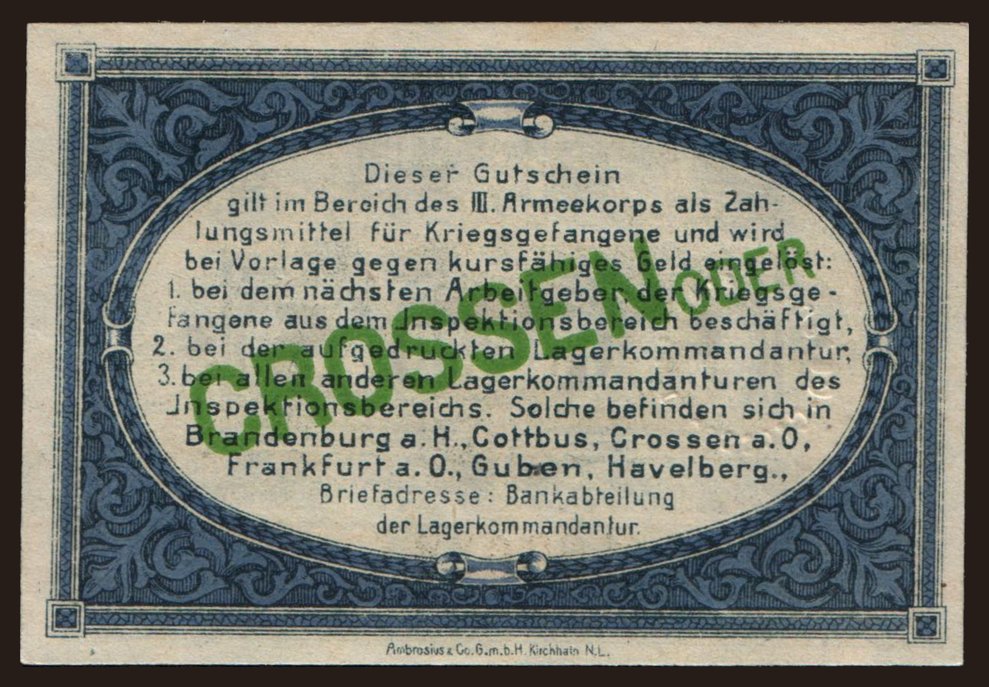 Dieser Gutschein
gilt im Bereich des III. Armeekorps als Zah-
lungsmittel für Kriegsgefangene und wird
bei Vorlage gegen kursfähiges Geld eingelöst:
1. bei dem nächsten Arbeitgeber der Kriegsge-
fangene aus dem Jnspektionsbereich beschäftigt,
2. bei der aufgedruckten Lagerkommandantur,
3. bei allen anderen Lagerkommandanturen des
Jnspektionsbereichs. Solche befinden sich in
Brandenburg a. H., Cottbus, Crossen a. O,
Frankfurt a. O., Guben, Havelberg.,
Briefadresse: Bankabteilung
der Lagerkommandantur.
CROSSEN ODER
Ambrosius & Co. G.m.b.H. Kirchhain N.L.